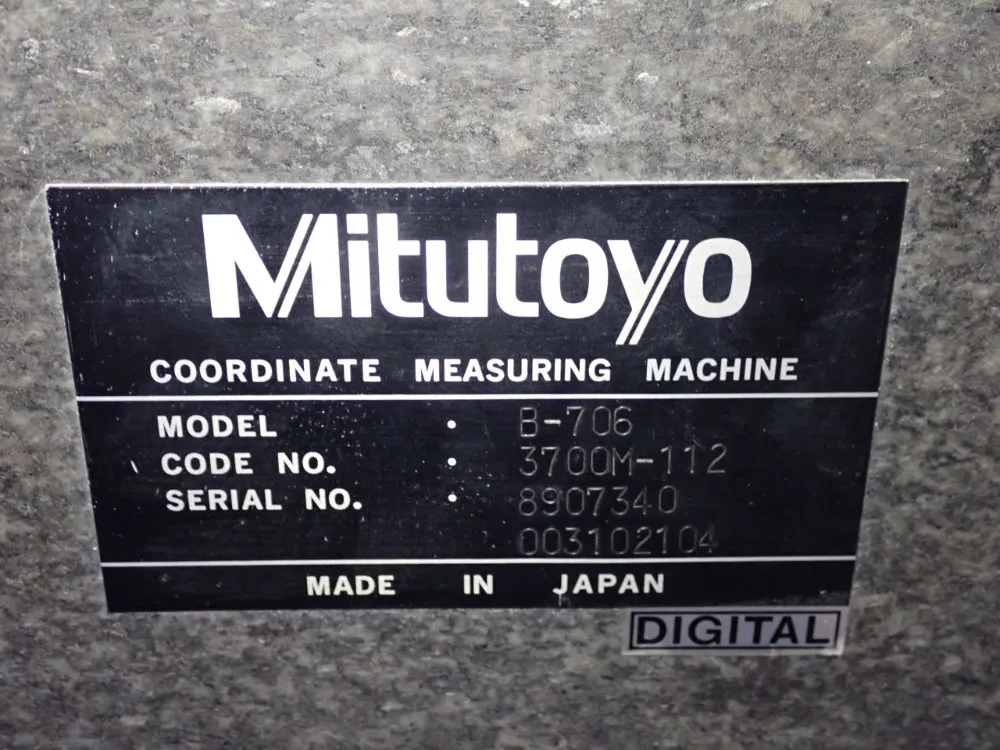 Mitutoyo
COORDINATE MEASURING MACHINE
MODEL : B-706
CODE NO. : 3700M-112
SERIAL NO. : 8907340
003102104
MADE IN JAPAN
DIGITAL